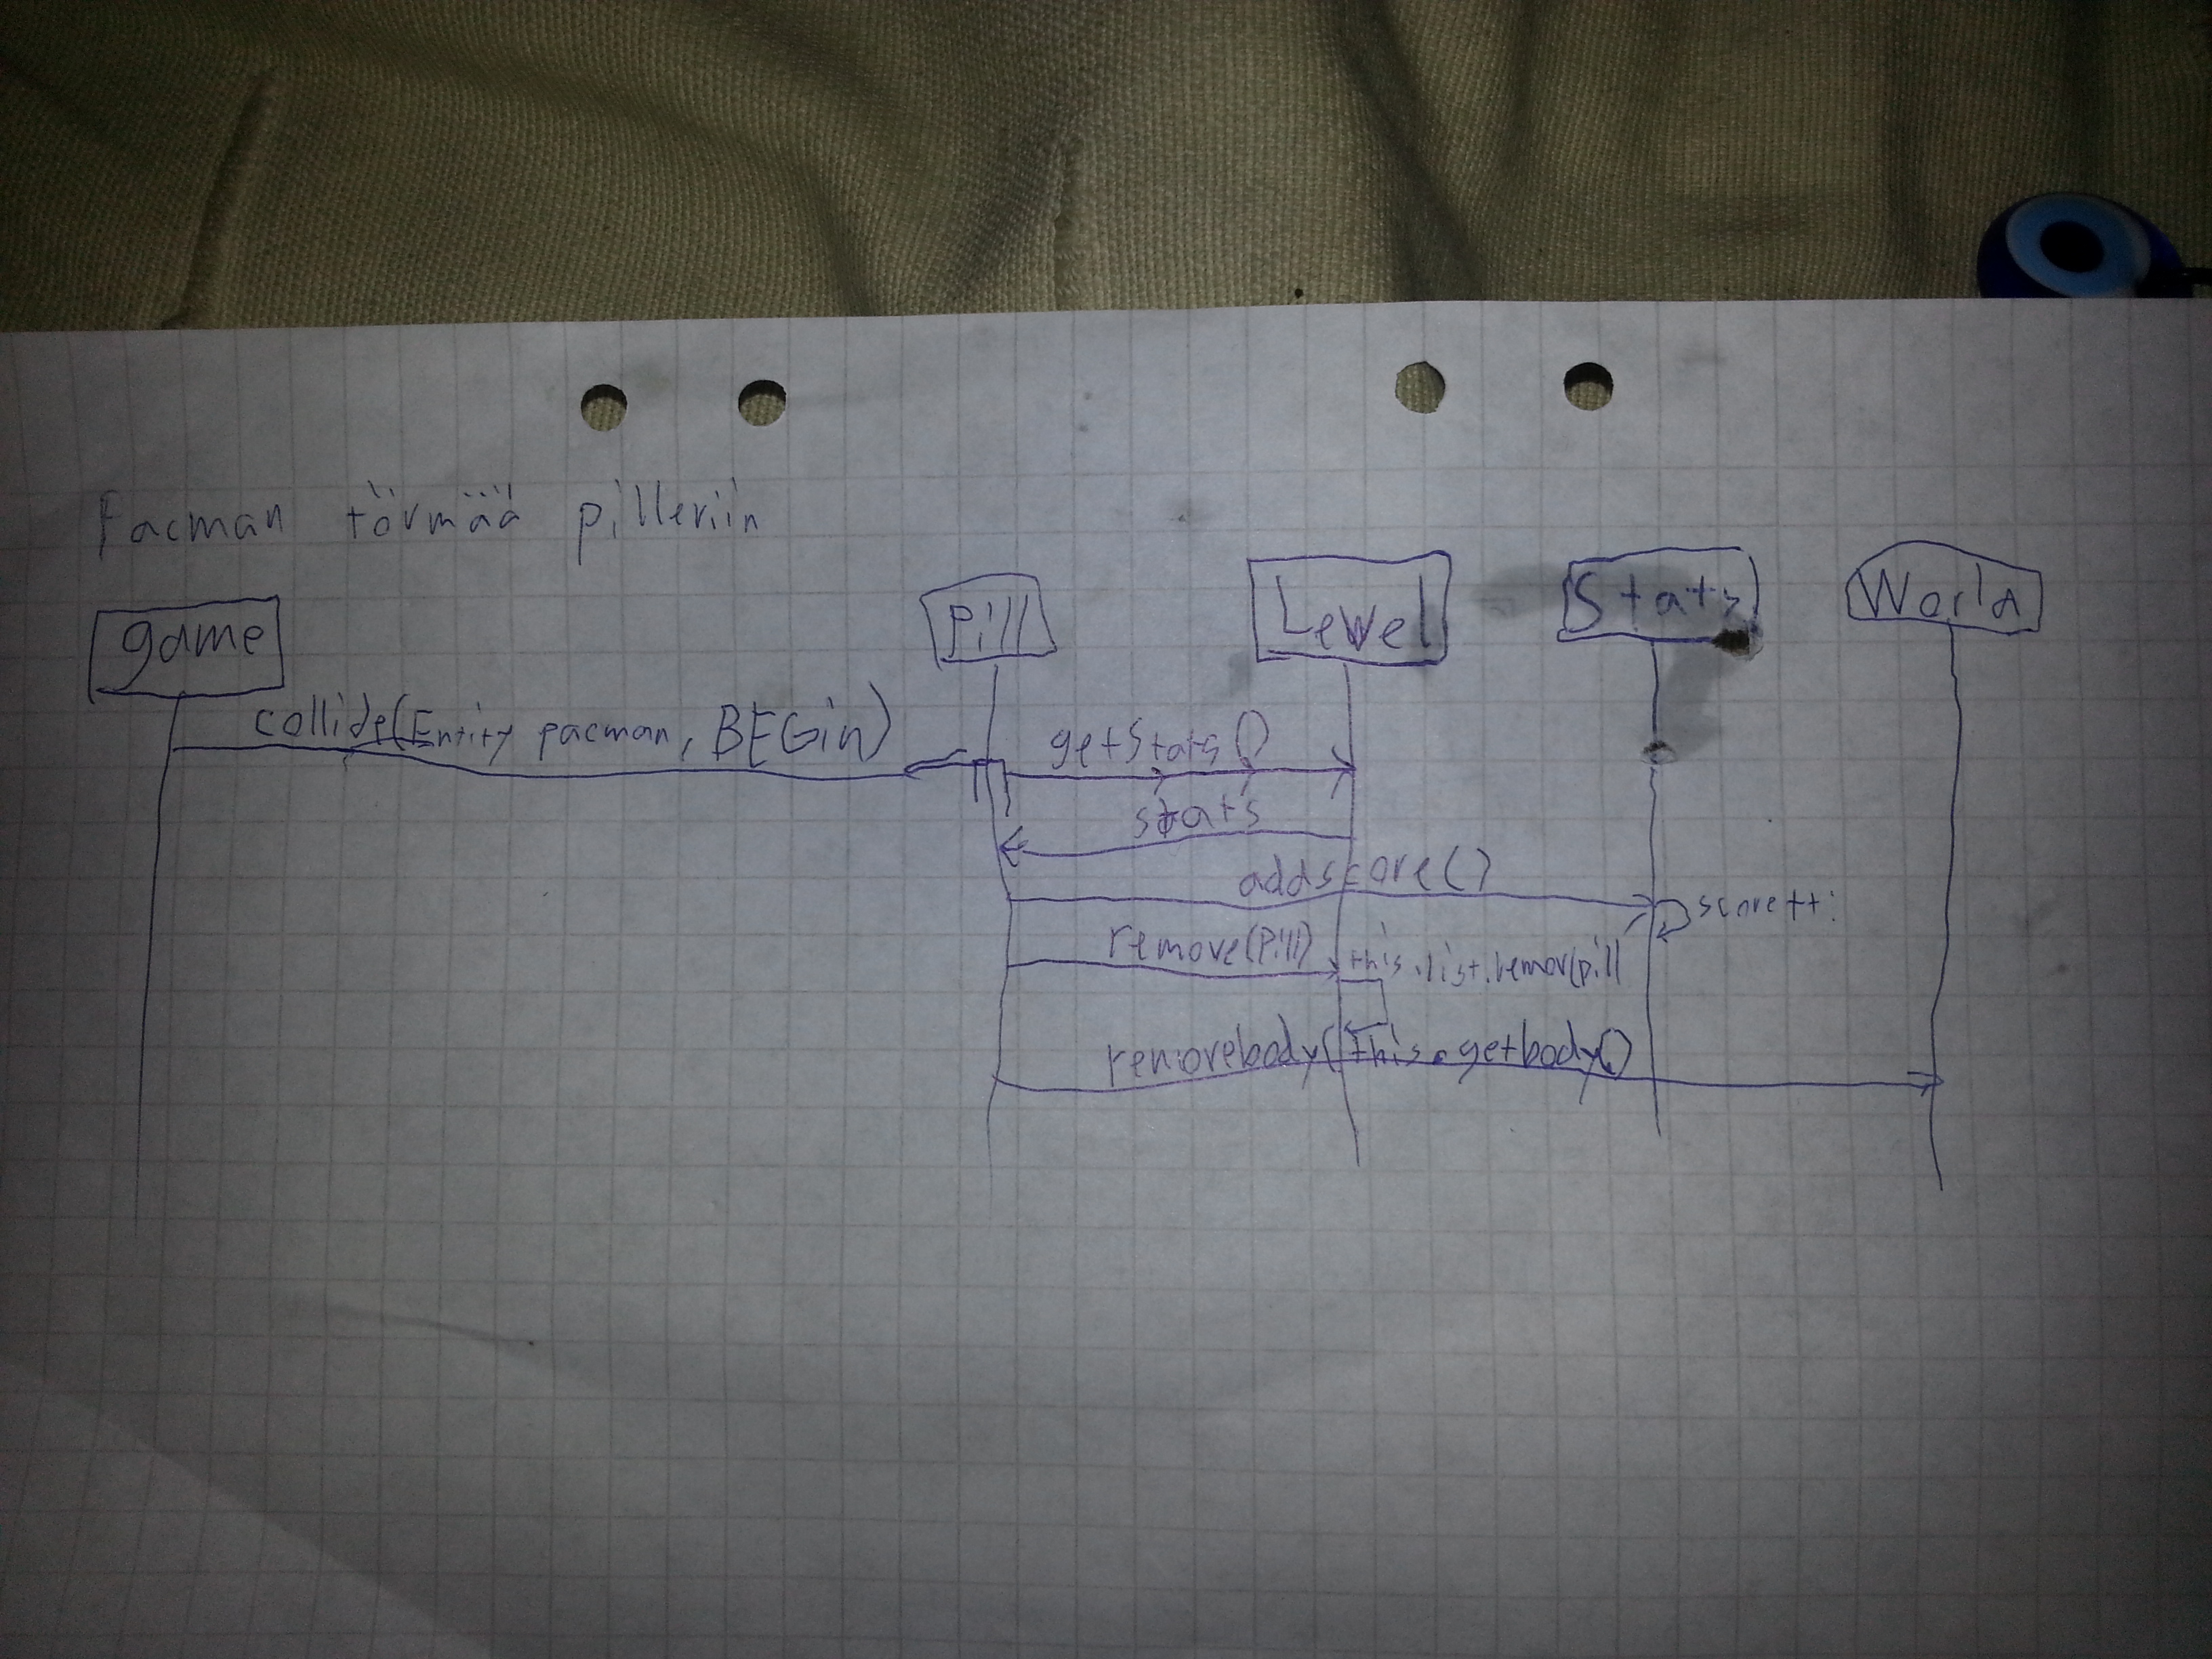 Pacman törmää pilleriin
game
Pill
Level
Stats
World
collide(Entity pacman, BEGin)
getStats()
stats
addscore()
score++;
remove(Pill)
this.list.remov(pill
removebody(this.getbody()